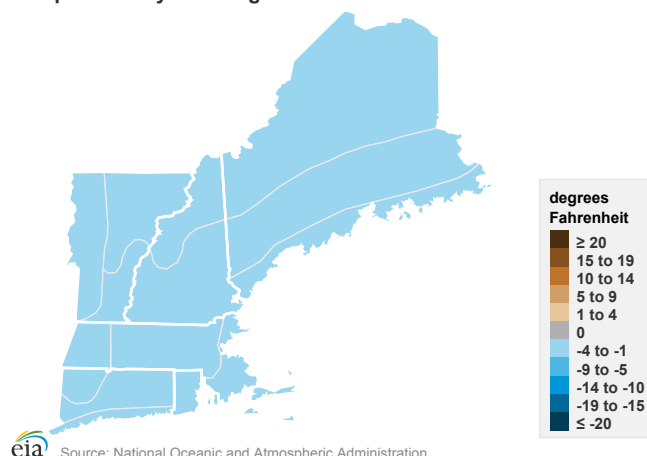 degrees
Fahrenheit
≥ 20
15 to 19
10 to 14
5 to 9
1 to 4
0
-4 to -1
-9 to -5
-14 to -10
-19 to -15
≤ -20
eia
Source: National Oceanic and Atmospheric Administration